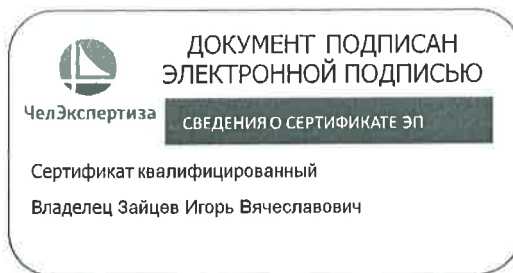 ДОКУМЕНТ ПОДПИСАН
ЭЛЕКТРОННОЙ ПОДПИСЬЮ
ЧелЭкспертиза
СВЕДЕНИЯ О СЕРТИФИКАТЕ ЭП
Сертификат квалифицированный
Владелец Зайцев Игорь Вячеславович